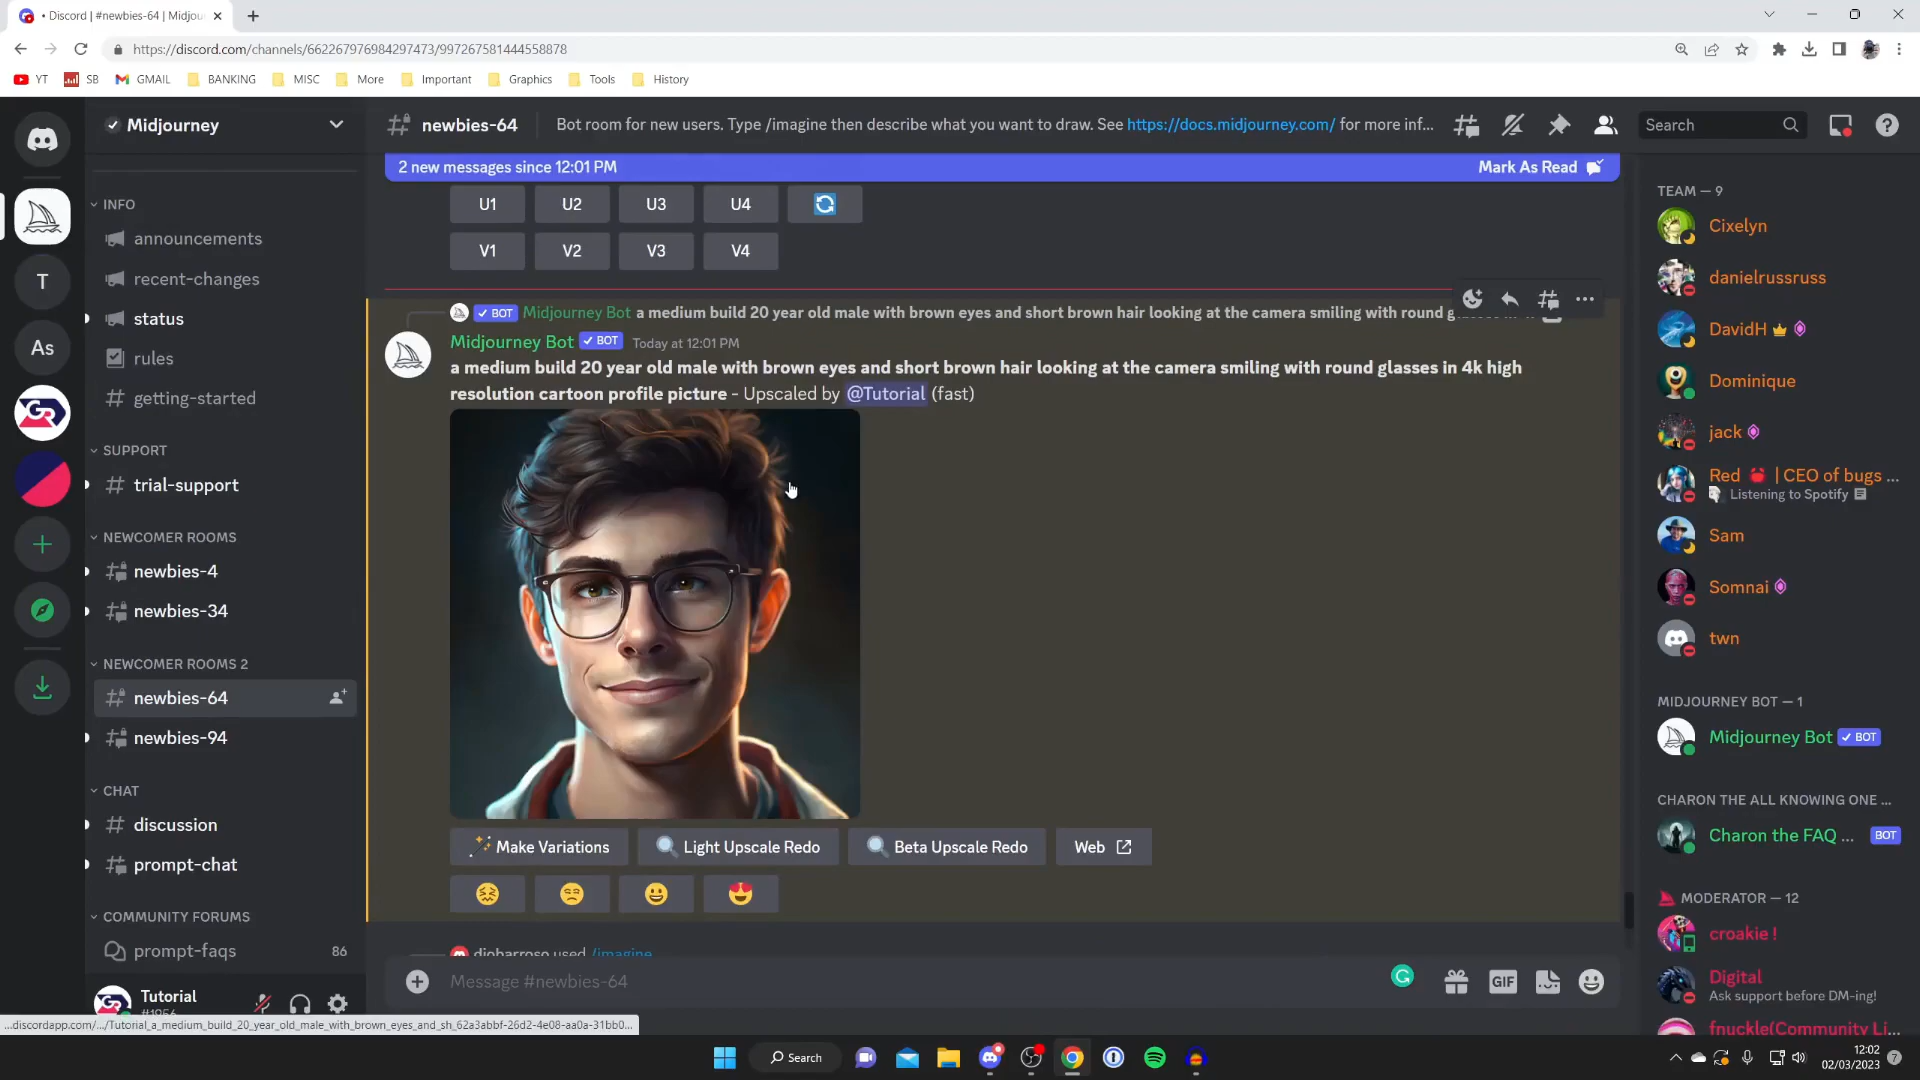 • Discord | #newbies-64 | Midjou
https://discord.com/channels/662267976984297473/997267581444558878
YT
SB
GMAIL
BANKING
MISC
More
Important
Graphics
Tools
History
Midjourney
newbies-64
Bot room for new users. Type /imagine then describe what you want to draw. See https://docs.midjourney.com/ for more inf...
Search
2 new messages since 12:01 PM
Mark As Read
T
As
INFO
announcements
recent-changes
status
rules
getting-started
SUPPORT
trial-support
NEWCOMER ROOMS
newbies-4
newbies-34
NEWCOMER ROOMS 2
newbies-64
newbies-94
CHAT
discussion
prompt-chat
COMMUNITY FORUMS
prompt-faqs
86
Tutorial
#1956
...discordapp.com/.../Tutorial_a_medium_build_20_year_old_male_with_brown_eyes_and_sh_62a3abbf-26d2-4e08-aa0a-31bb0...
U1 U2 U3 U4
V1 V2 V3 V4
BOT Midjourney Bot a medium build 20 year old male with brown eyes and short brown hair looking at the camera smiling with round
Midjourney Bot BOT Today at 12:01 PM
a medium build 20 year old male with brown eyes and short brown hair looking at the camera smiling with round glasses in 4k high
resolution cartoon profile picture - Upscaled by @Tutorial (fast)
Make Variations
Light Upscale Redo
Beta Upscale Redo
Web
diobarroso used /imagine
Message #newbies-64
GIF
TEAM — 9
Cixelyn
danielrussruss
DavidH
Dominique
jack
Red | CEO of bugs ...
Listening to Spotify
Sam
Somnai
twn
MIDJOURNEY BOT — 1
Midjourney Bot BOT
CHARON THE ALL KNOWING ONE ...
Charon the FAQ ... BOT
MODERATOR — 12
croakie !
Digital
Ask support before DM-ing!
fnuckle(Community Li...
Search
12:02
02/03/2023
7